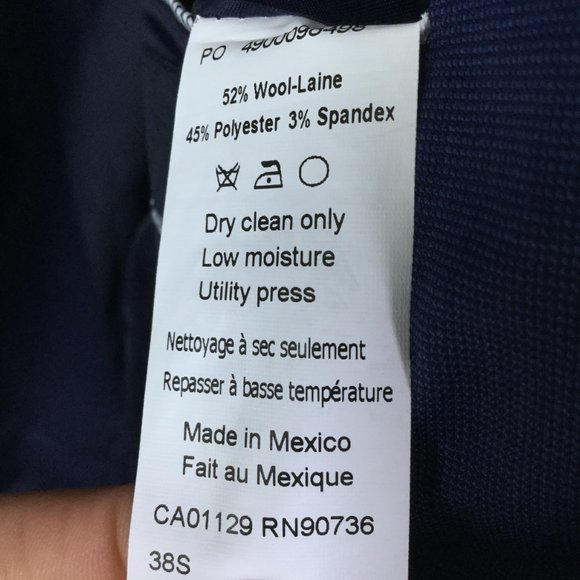 PO
52% Wool-Laine
45% Polyester 3% Spandex
Dry clean only
Low moisture
Utility press
Nettoyage à sec seulement
Repasser à basse température
Made in Mexico
Fait au Mexique
CA01129 RN90736
38S